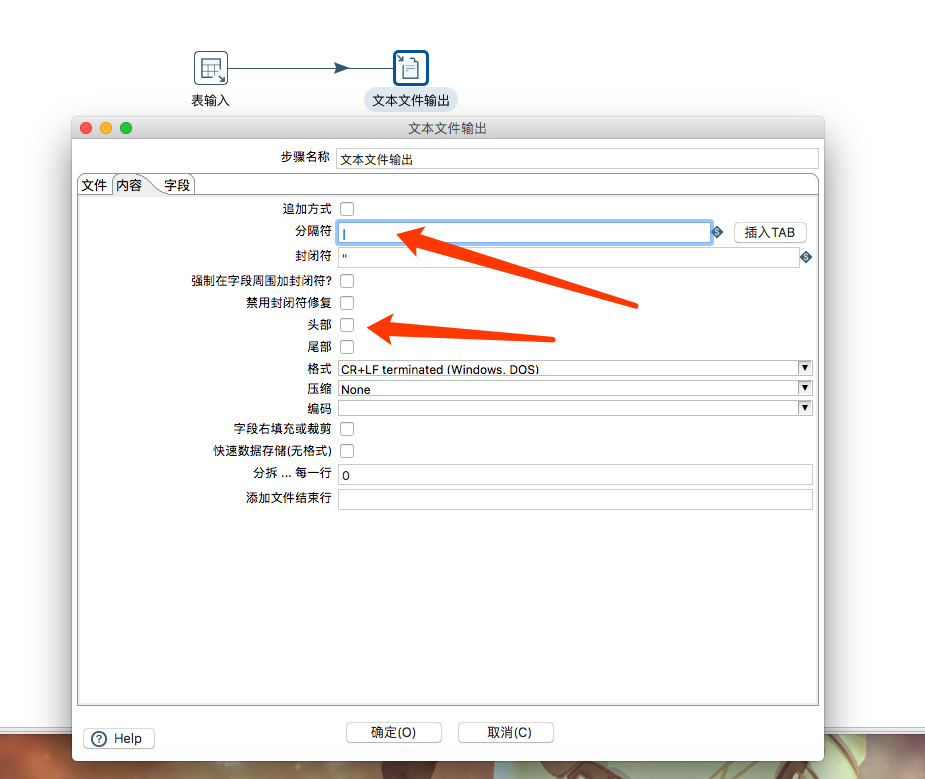 表输入
文本文件输出
文本文件输出
步骤名称 文本文件输出
文件 内容 字段
追加方式
分隔符 | 插入TAB
封闭符 "
强制在字段周围加封闭符?
禁用封闭符修复
头部
尾部
格式 CR+LF terminated (Windows, DOS)
压缩 None
编码
字段右填充或裁剪
快速数据存储(无格式)
分拆 ... 每一行 0
添加文件结束行
Help 确定(O) 取消(C)